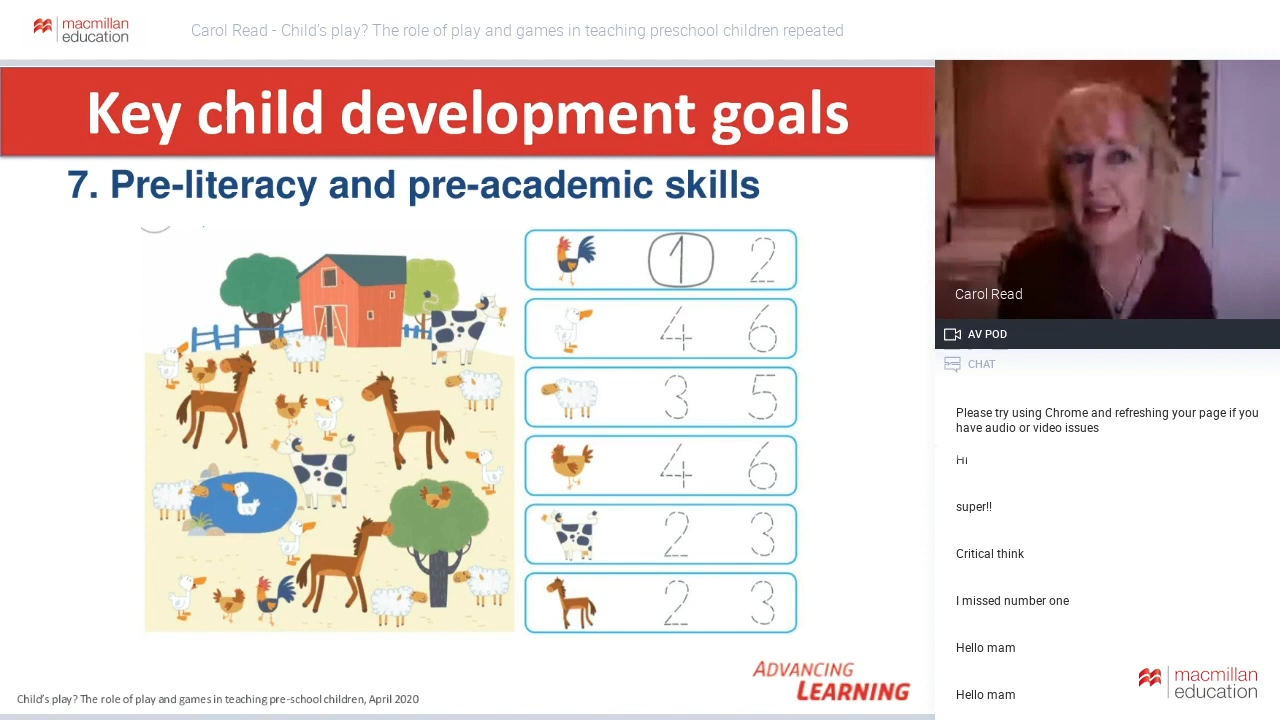 macmillan
education
Carol Read - Child's play? The role of play and games in teaching preschool children repeated
Key child development goals
7. Pre-literacy and pre-academic skills
1 2
4 6
3 5
4 6
2 3
2 3
ADVANCING
LEARNING
Child's play? The role of play and games in teaching pre-school children, April 2020
Carol Read
AV POD
CHAT
Please try using Chrome and refreshing your page if you
have audio or video issues
Hi
super!!
Critical think
I missed number one
Hello mam
Hello mam
macmillan
education